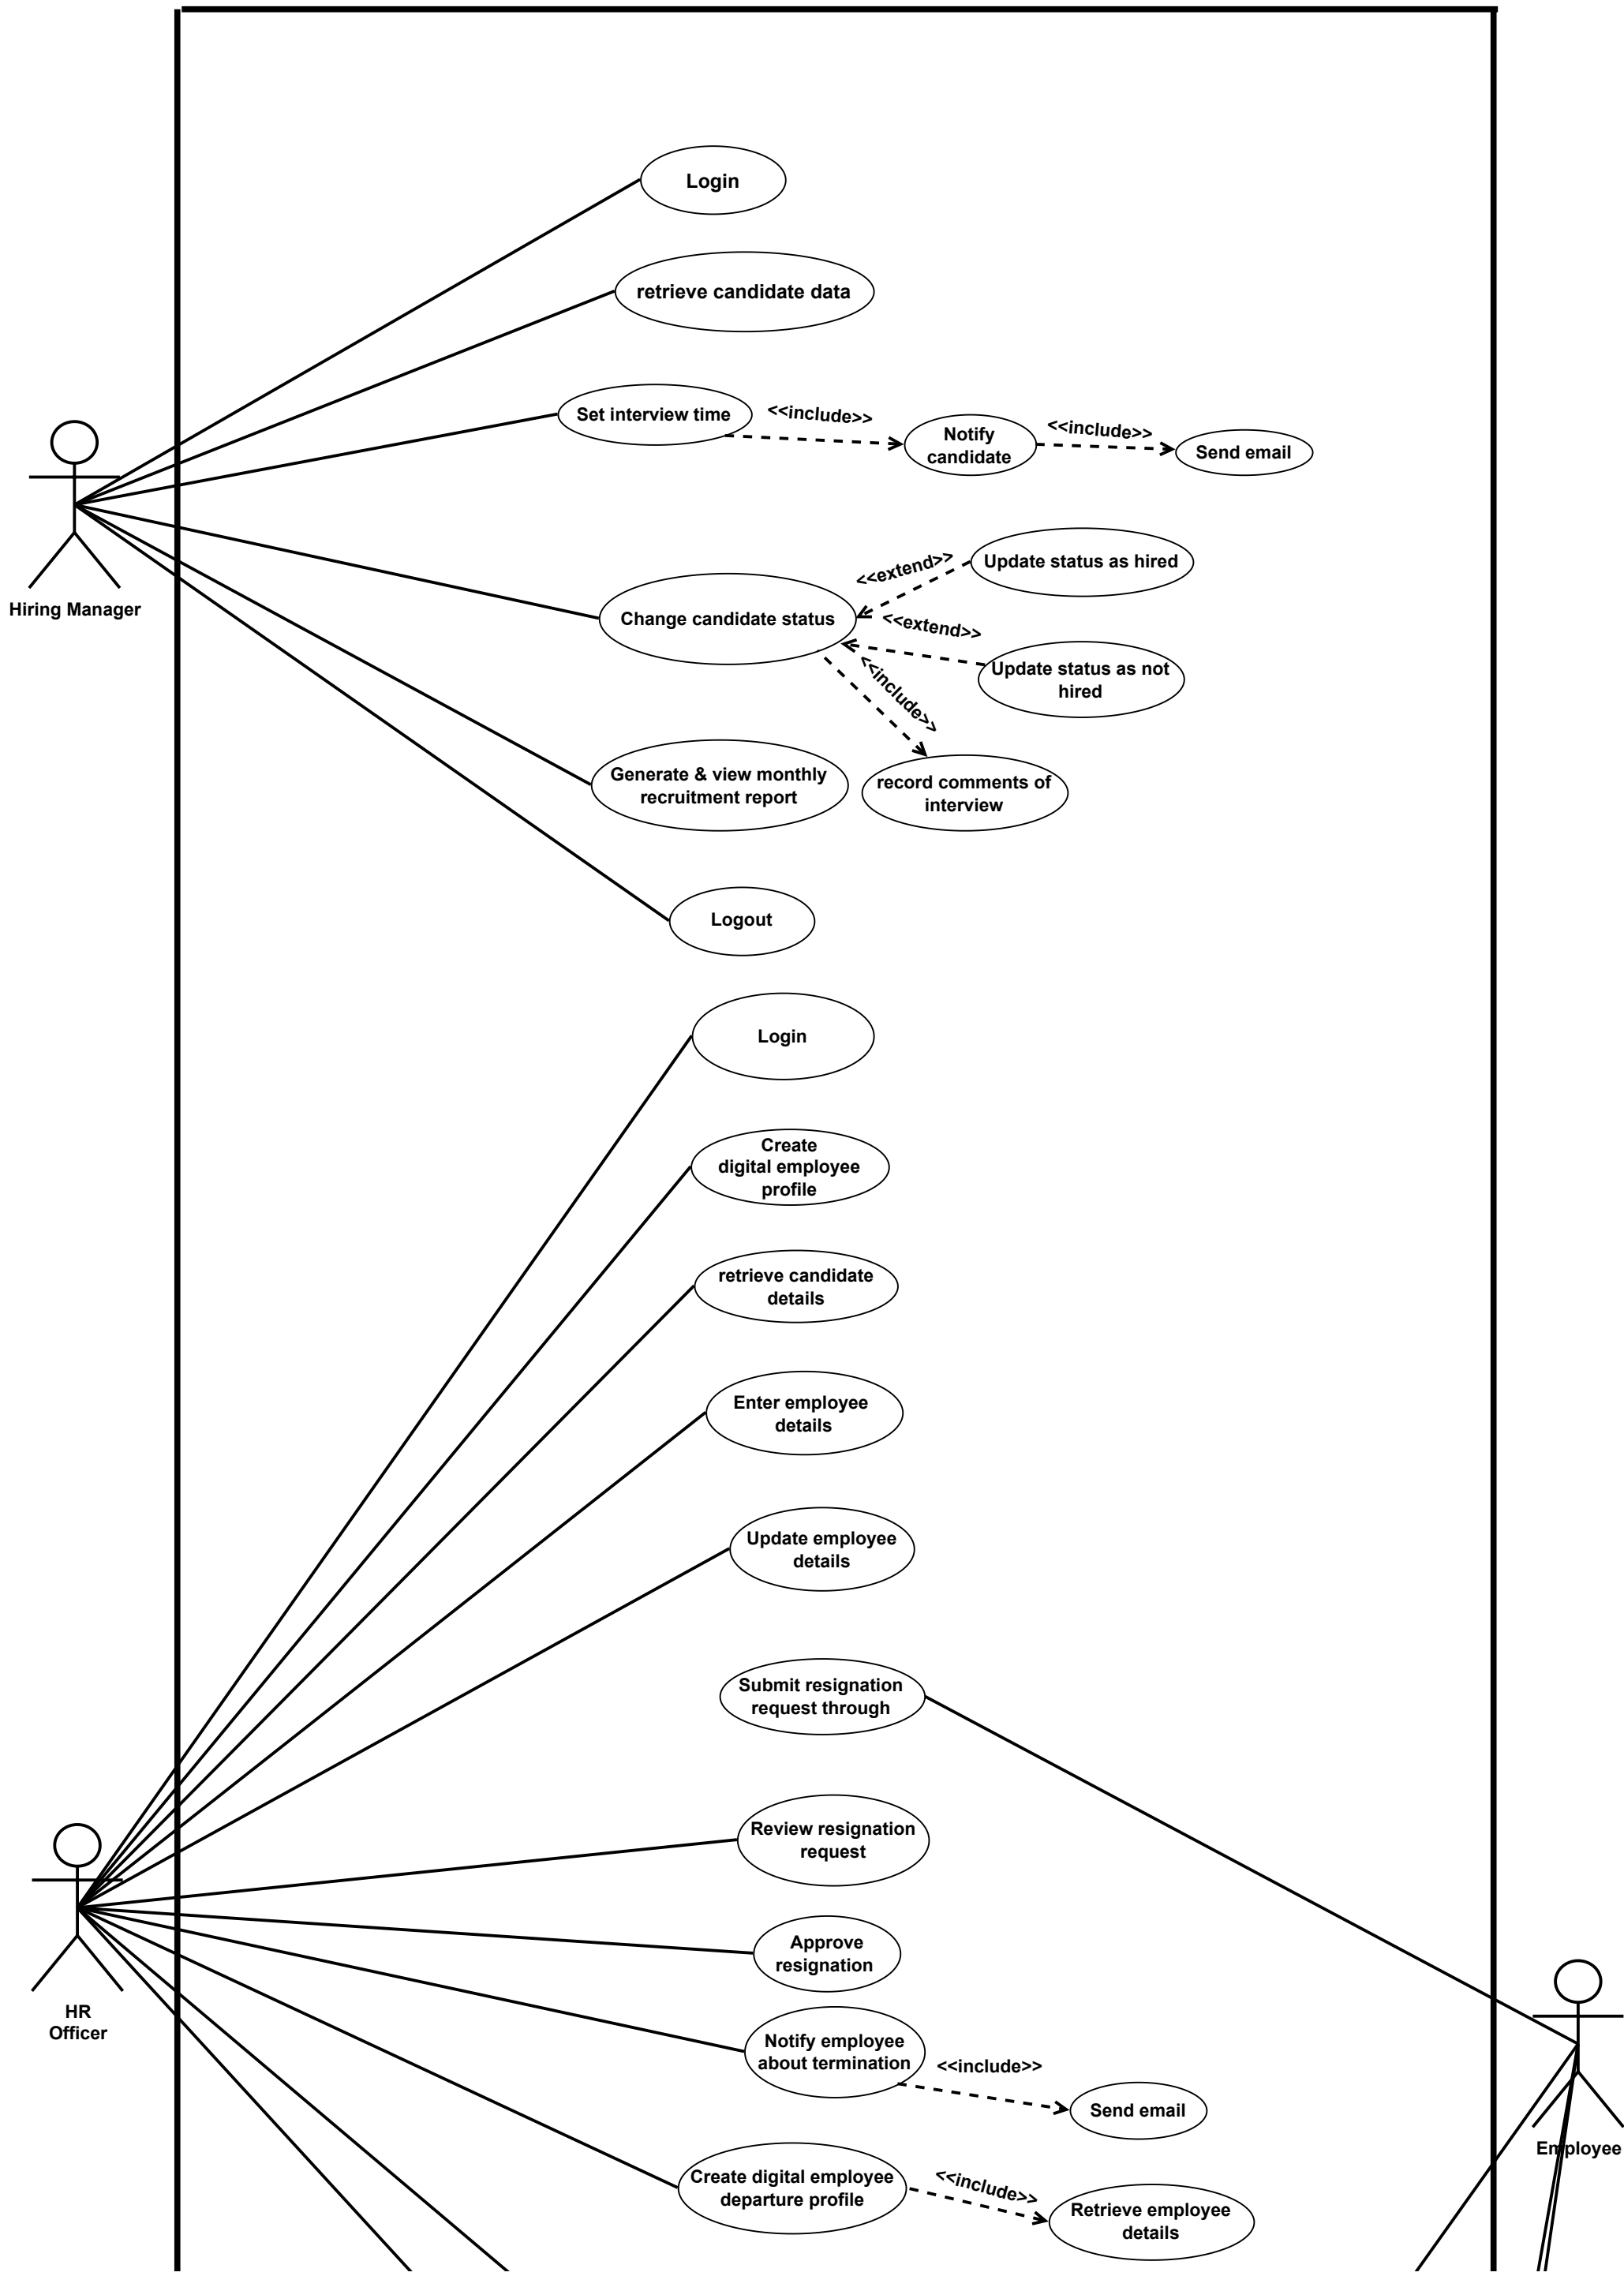 Login
retrieve candidate data
Set interview time
<<include>>
Notify
candidate
<<include>>
Send email
Hiring Manager
<<extend>>
Update status as hired
Change candidate status
<<extend>>
Update status as not
hired
<<include>>
Generate & view monthly
recruitment report
record comments of
interview
Logout
Login
Create
digital employee
profile
retrieve candidate
details
Enter employee
details
Update employee
details
Submit resignation
request through
Review resignation
request
Approve
resignation
HR
Officer
Notify employee
about termination
<<include>>
Send email
Employee
Create digital employee
departure profile
<<include>>
Retrieve employee
details